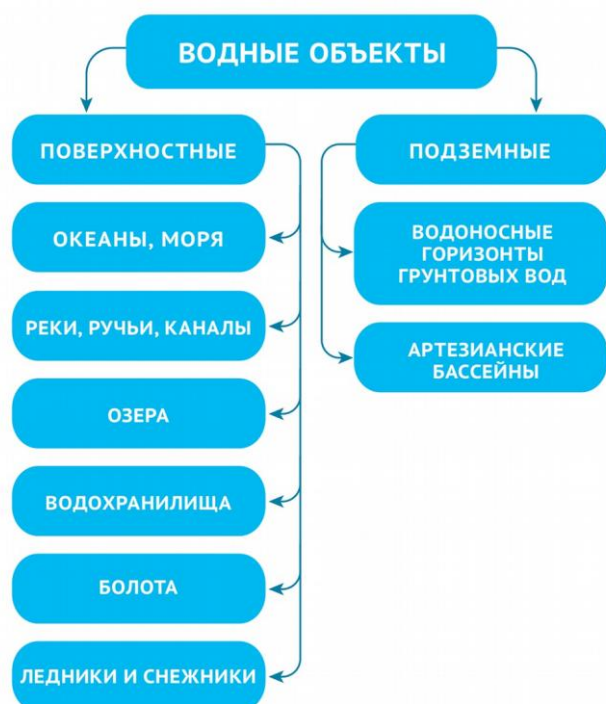 ВОДНЫЕ ОБЪЕКТЫ
ПОВЕРХНОСТНЫЕ
ОКЕАНЫ, МОРЯ
РЕКИ, РУЧЬИ, КАНАЛЫ
ОЗЕРА
ВОДОХРАНИЛИЩА
БОЛОТА
ЛЕДНИКИ И СНЕЖНИКИ
ПОДЗЕМНЫЕ
ВОДОНОСНЫЕ
ГОРИЗОНТЫ
ГРУНТОВЫХ ВОД
АРТЕЗИАНСКИЕ
БАССЕЙНЫ